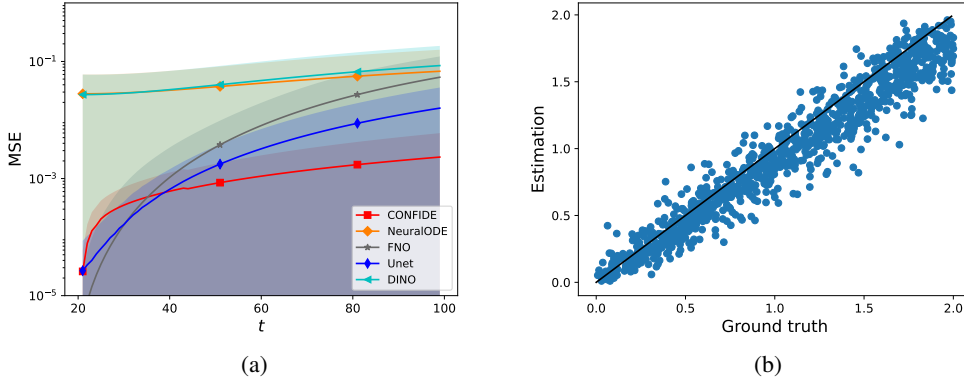 MSE
10⁻¹
10⁻³
10⁻⁵
20 40 60 80 100
t
CONFIDE
NeuralODE
FNO
Unet
DINO
(a)
Estimation
2.0
1.5
1.0
0.5
0.0
0.0 0.5 1.0 1.5 2.0
Ground truth
(b)